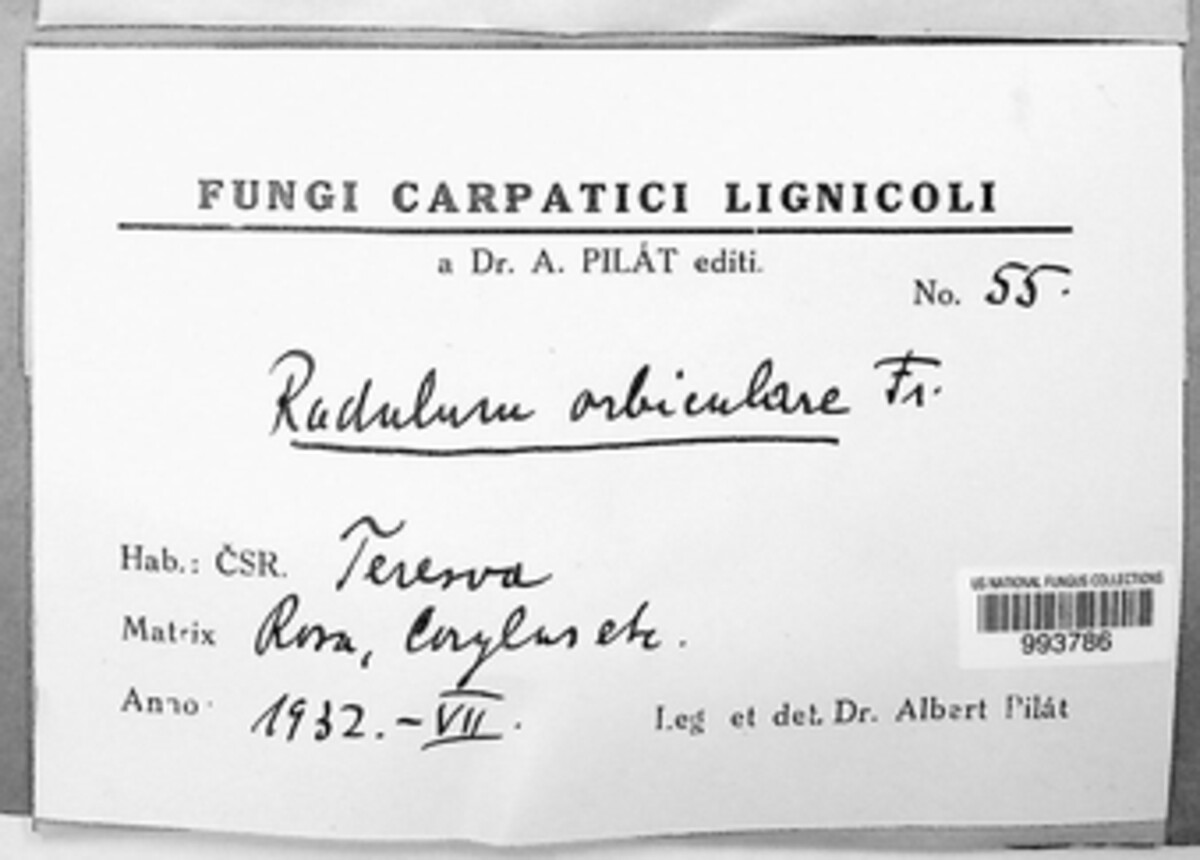 FUNGI CARPATICI LIGNICOLI
a Dr. A. PILÁT editi.
No. 55.
Radulum orbiculare Fr.
Hab.: ČSR. Teresva
Matrix Rosa, Corylus etc.
US NATIONAL FUNGUS COLLECTIONS
993786
Anno 1932.-VII.
Leg et det. Dr. Albert Pilát